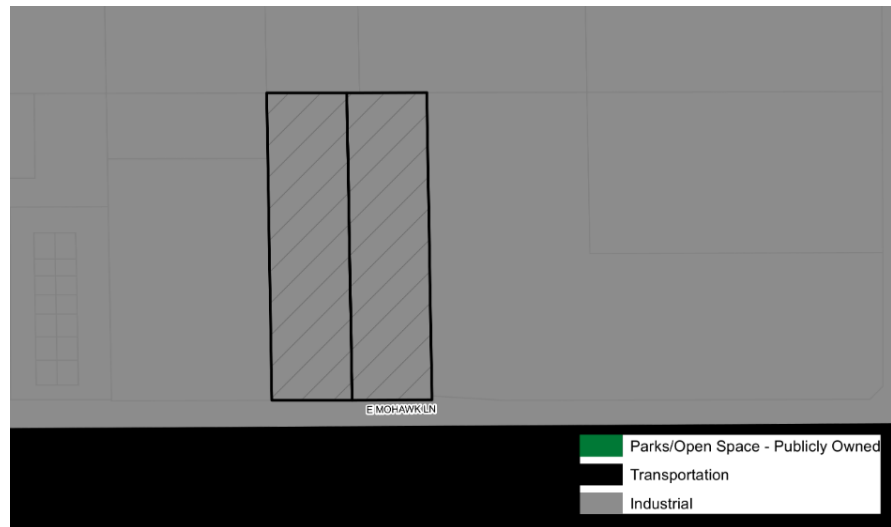 E MOHAWK LN
Parks/Open Space - Publicly Owned
Transportation
Industrial